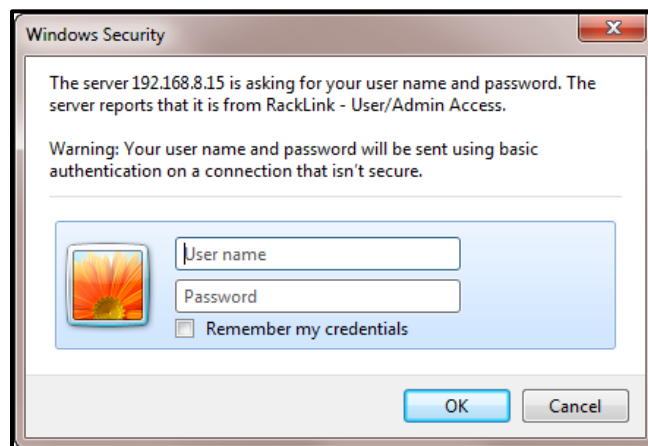 Windows Security
The server 192.168.8.15 is asking for your user name and password. The
server reports that it is from RackLink - User/Admin Access.
Warning: Your user name and password will be sent using basic
authentication on a connection that isn't secure.
User name
Password
Remember my credentials
OK Cancel